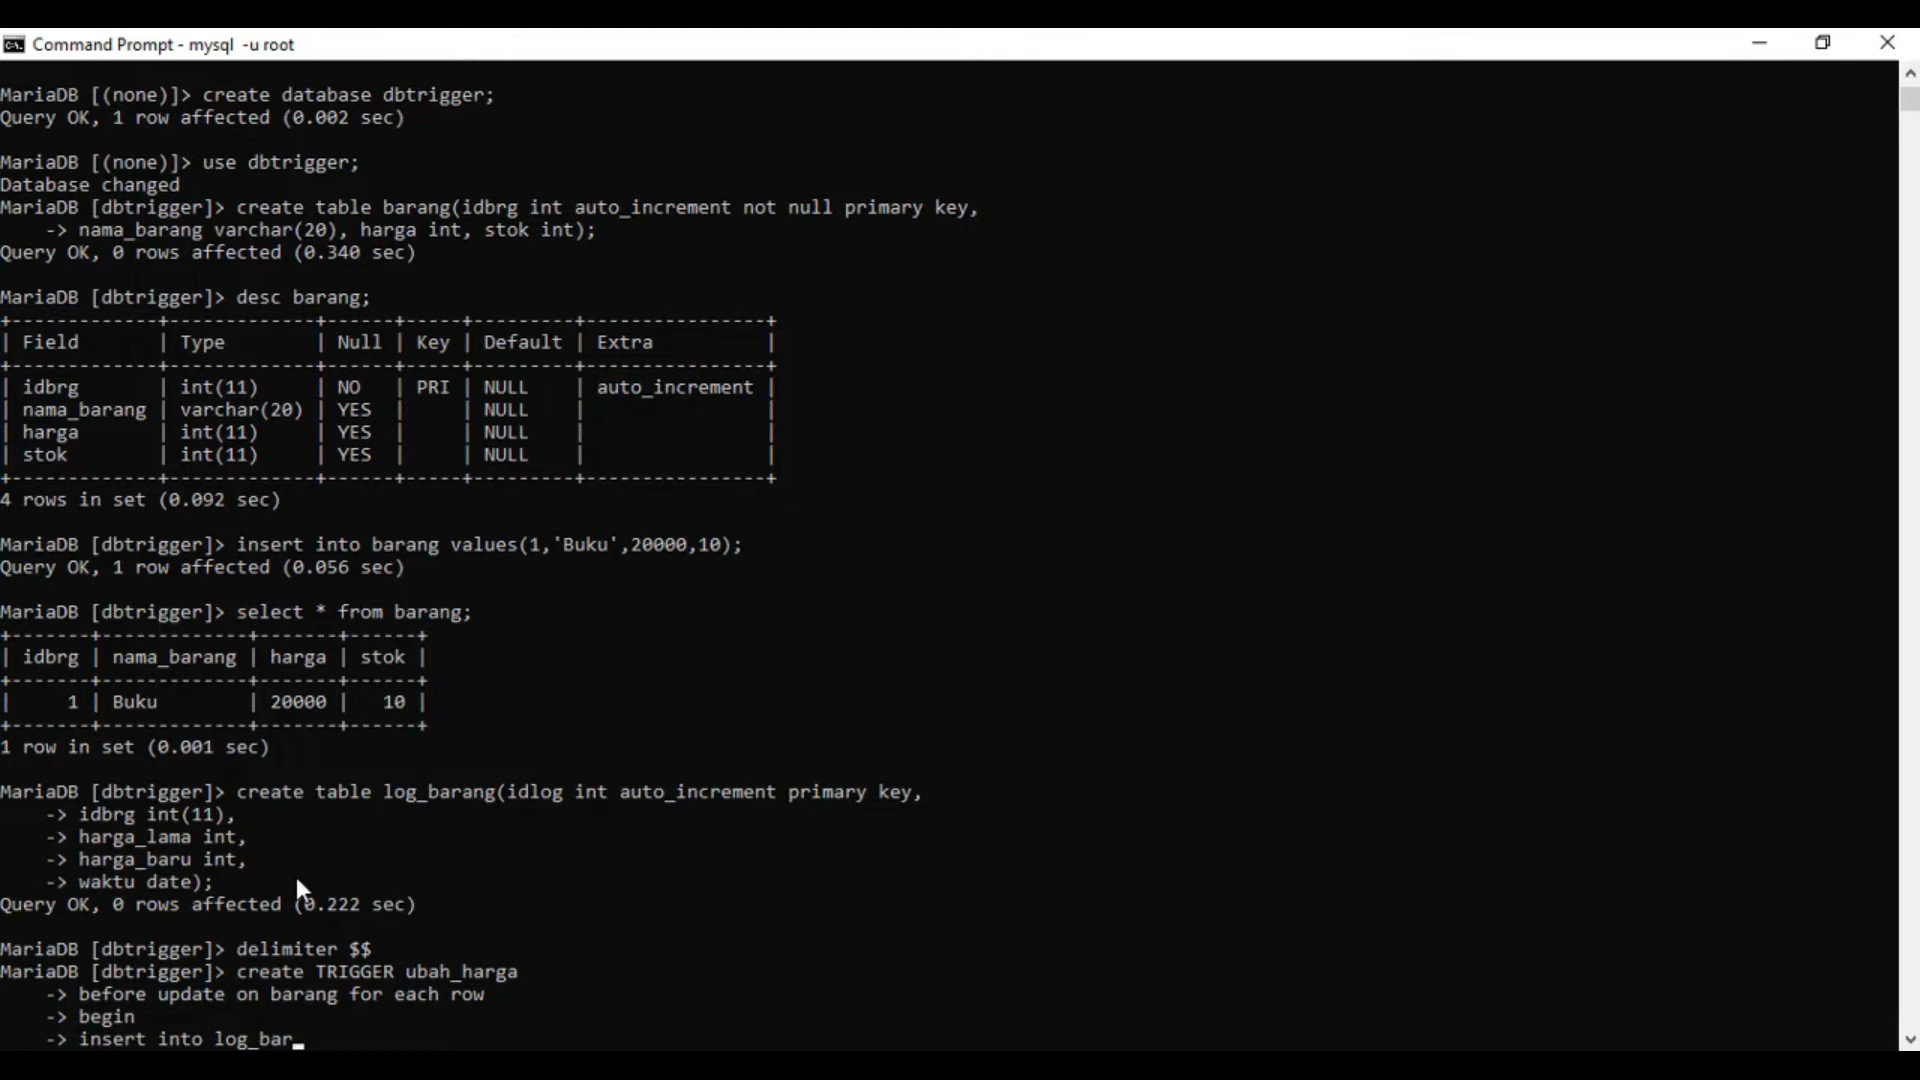 Command Prompt - mysql  -u root
MariaDB [(none)]> create database dbtrigger;
Query OK, 1 row affected (0.002 sec)
MariaDB [(none)]> use dbtrigger;
Database changed
MariaDB [dbtrigger]> create table barang(idbrg int auto_increment not null primary key,
    -> nama_barang varchar(20), harga int, stok int);
Query OK, 0 rows affected (0.340 sec)
MariaDB [dbtrigger]> desc barang;
+-------------+-------------+------+-----+---------+----------------+
| Field       | Type        | Null | Key | Default | Extra          |
+-------------+-------------+------+-----+---------+----------------+
| idbrg       | int(11)     | NO   | PRI | NULL    | auto_increment |
| nama_barang | varchar(20) | YES  |     | NULL    |                |
| harga       | int(11)     | YES  |     | NULL    |                |
| stok        | int(11)     | YES  |     | NULL    |                |
+-------------+-------------+------+-----+---------+----------------+
4 rows in set (0.092 sec)
MariaDB [dbtrigger]> insert into barang values(1,'Buku',20000,10);
Query OK, 1 row affected (0.056 sec)
MariaDB [dbtrigger]> select * from barang;
+-------+-------------+-------+------+
| idbrg | nama_barang | harga | stok |
+-------+-------------+-------+------+
|     1 | Buku        | 20000 |   10 |
+-------+-------------+-------+------+
1 row in set (0.001 sec)
MariaDB [dbtrigger]> create table log_barang(idlog int auto_increment primary key,
    -> idbrg int(11),
    -> harga_lama int,
    -> harga_baru int,
    -> waktu date);
Query OK, 0 rows affected (0.222 sec)
MariaDB [dbtrigger]> delimiter $$
MariaDB [dbtrigger]> create TRIGGER ubah_harga
    -> before update on barang for each row
    -> begin
    -> insert into log_bar_